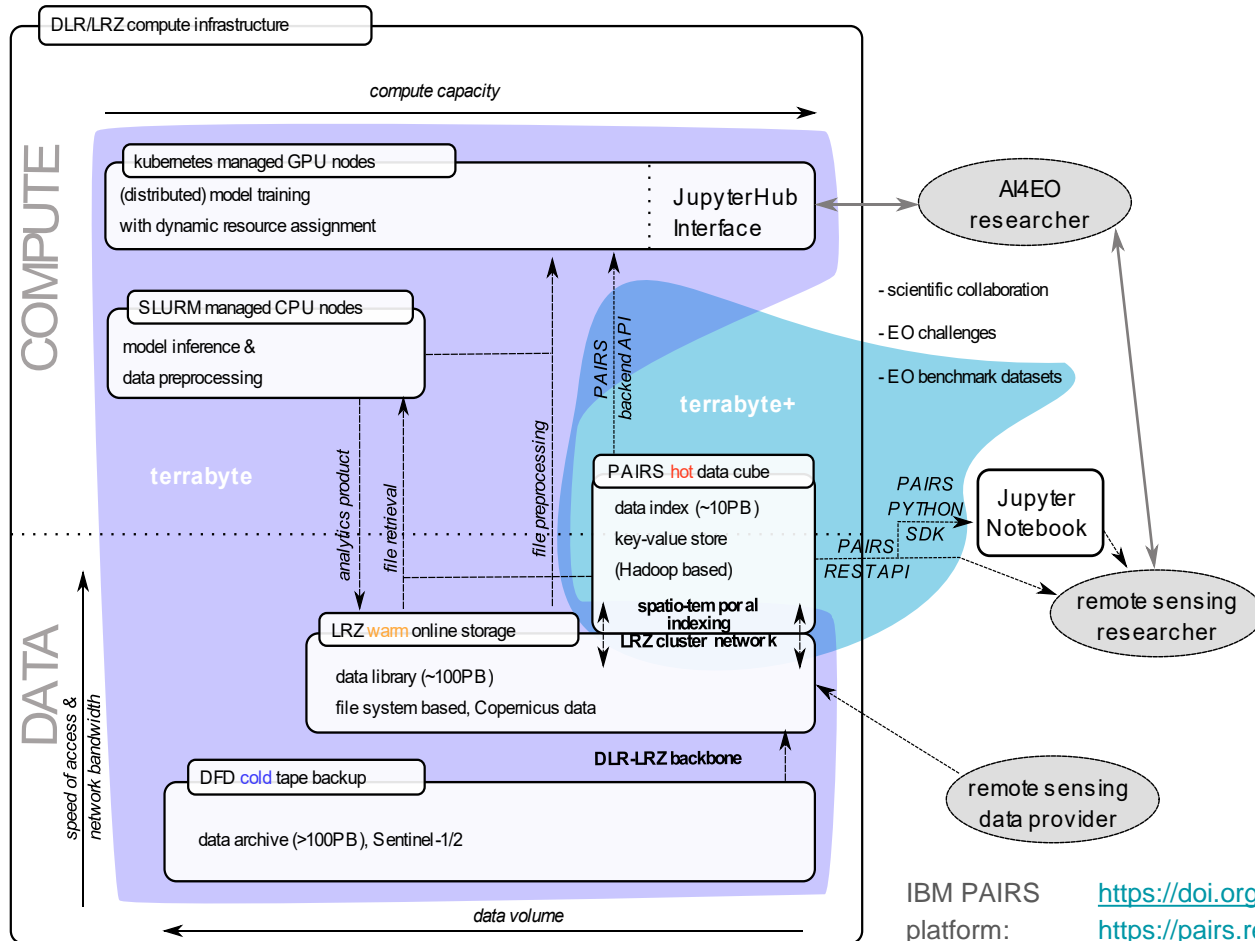 DLR/LRZ compute infrastructure
compute capacity
COMPUTE
kubernetes managed GPU nodes
(distributed) model training
with dynamic resource assignment
JupyterHub
Interface
AI4EO
researcher
SLURM managed CPU nodes
model inference &
data preprocessing
- scientific collaboration
- EO challenges
- EO benchmark datasets
PAIRS
backend API
terrabyte+
terrabyte
analytics product
file retrieval
file preprocessing
PAIRS hot data cube
data index (~10PB)
key-value store
(Hadoop based)
PAIRS
PYTHON
SDK
PAIRS
REST API
Jupyter
Notebook
remote sensing
researcher
spatio-temporal
indexing
LRZ cluster network
DATA
speed of access &
network bandwidth
LRZ warm online storage
data library (~100PB)
file system based, Copernicus data
DLR-LRZ backbone
DFD cold tape backup
data archive (>100PB), Sentinel-1/2
remote sensing
data provider
data volume
IBM PAIRS https://doi.org
platform: https://pairs.re